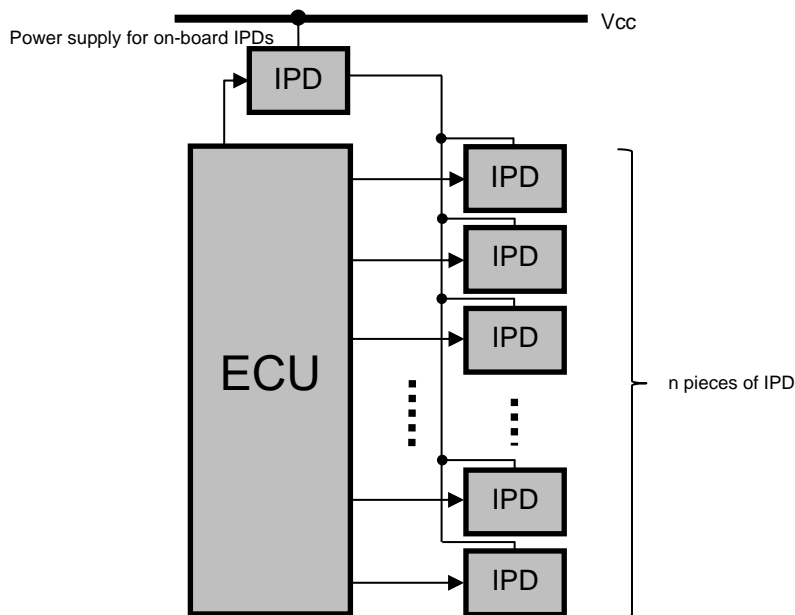 Vcc
Power supply for on-board IPDs
IPD
IPD
IPD
IPD
ECU
n pieces of IPD
IPD
IPD